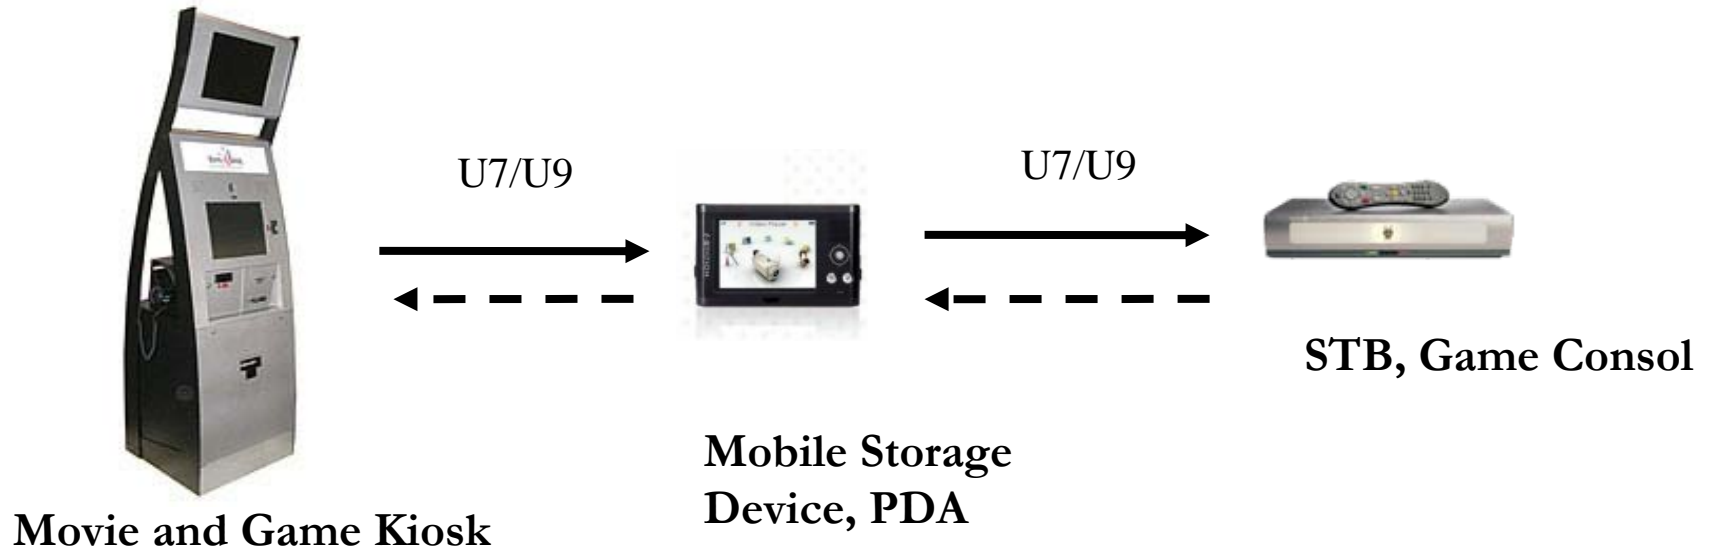 U7/U9
U7/U9
STB, Game Consol
Mobile Storage
Device, PDA
Movie and Game Kiosk